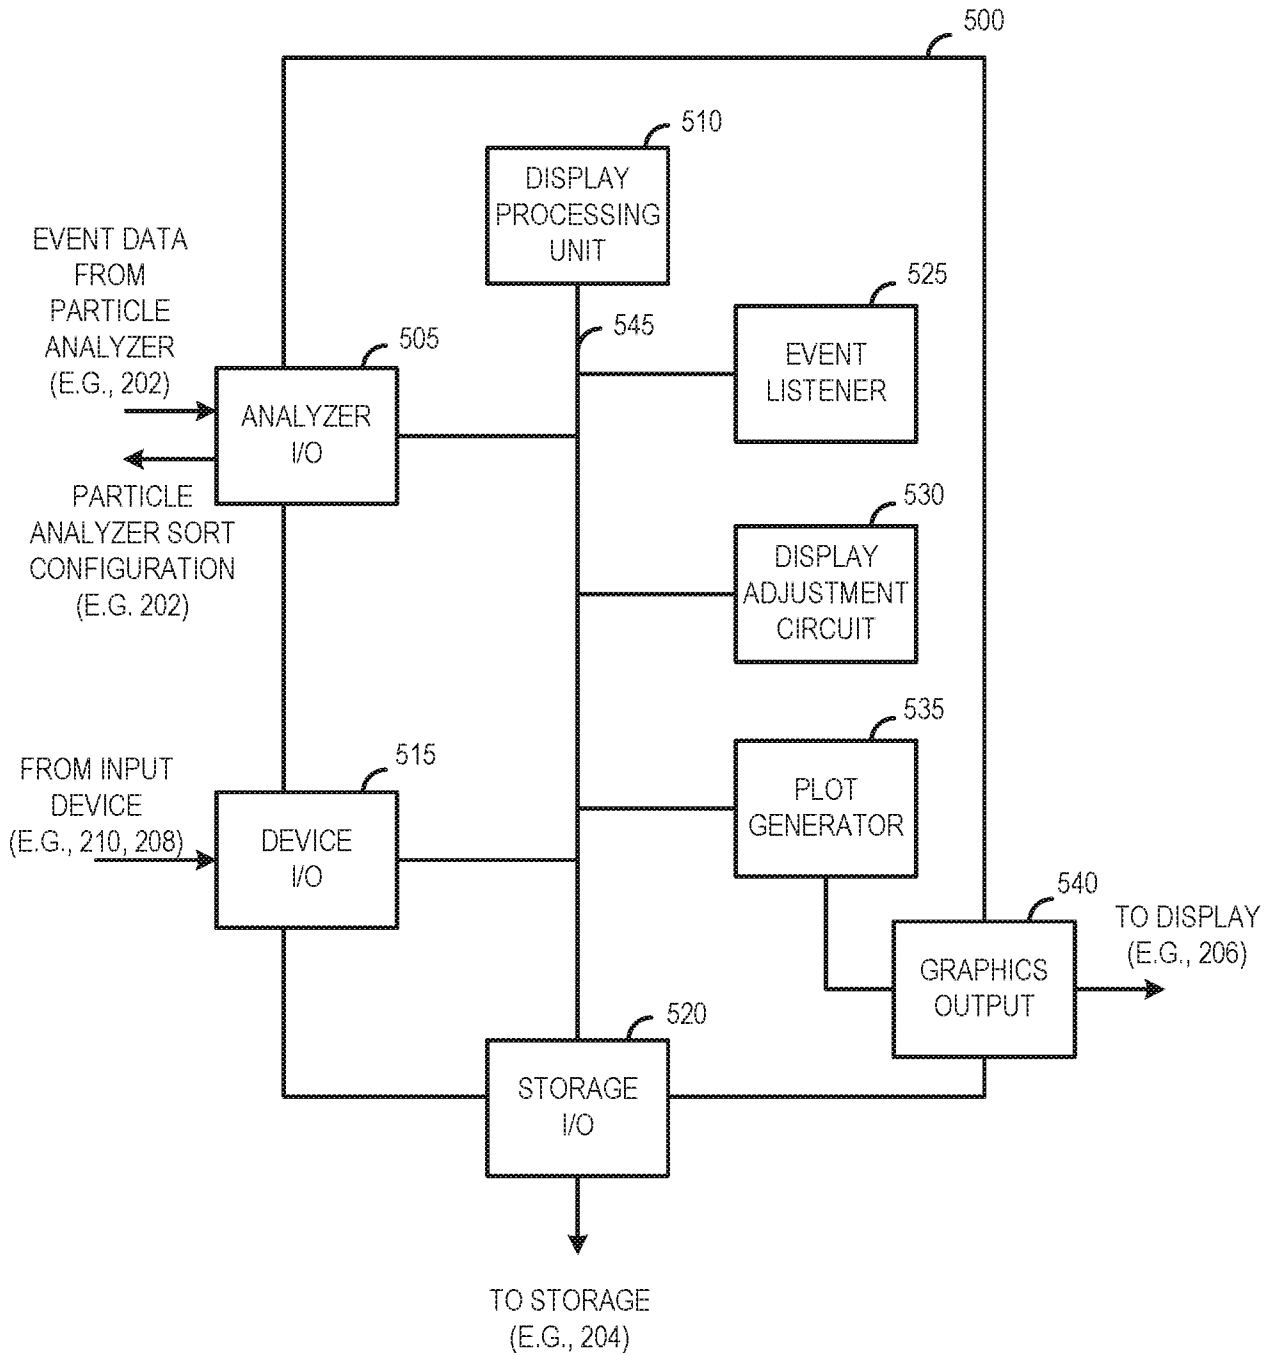 500
510
DISPLAY
PROCESSING
UNIT
EVENT DATA
FROM
PARTICLE
ANALYZER
(E.G., 202)
505
545
525
EVENT
LISTENER
ANALYZER
I/O
PARTICLE
ANALYZER SORT
CONFIGURATION
(E.G. 202)
530
DISPLAY
ADJUSTMENT
CIRCUIT
535
PLOT
GENERATOR
FROM INPUT
DEVICE
(E.G., 210, 208)
515
DEVICE
I/O
540
GRAPHICS
OUTPUT
TO DISPLAY
(E.G., 206)
520
STORAGE
I/O
TO STORAGE
(E.G., 204)